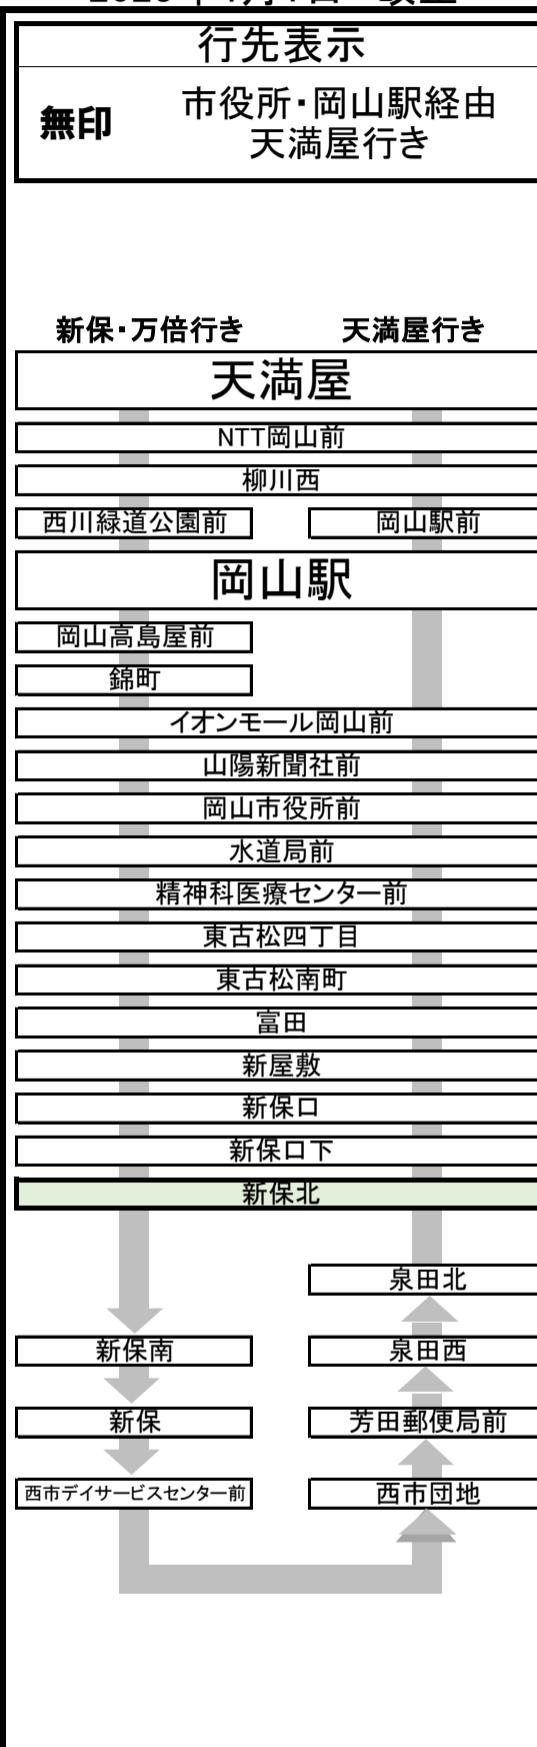 行先表示
無印
市役所・岡山駅経由
天満屋行き
新保・万倍行き 天満屋行き
天満屋
NTT岡山前
柳川西
西川緑道公園前 岡山駅前
岡山駅
岡山高島屋前
錦町
イオンモール岡山前
山陽新聞社前
岡山市役所前
水道局前
精神科医療センター前
東古松四丁目
東古松南町
富田
新屋敷
新保口
新保口下
新保北
泉田北
新保南 泉田西
新保 芳田郵便局前
西市デイサービスセンター前 西市団地